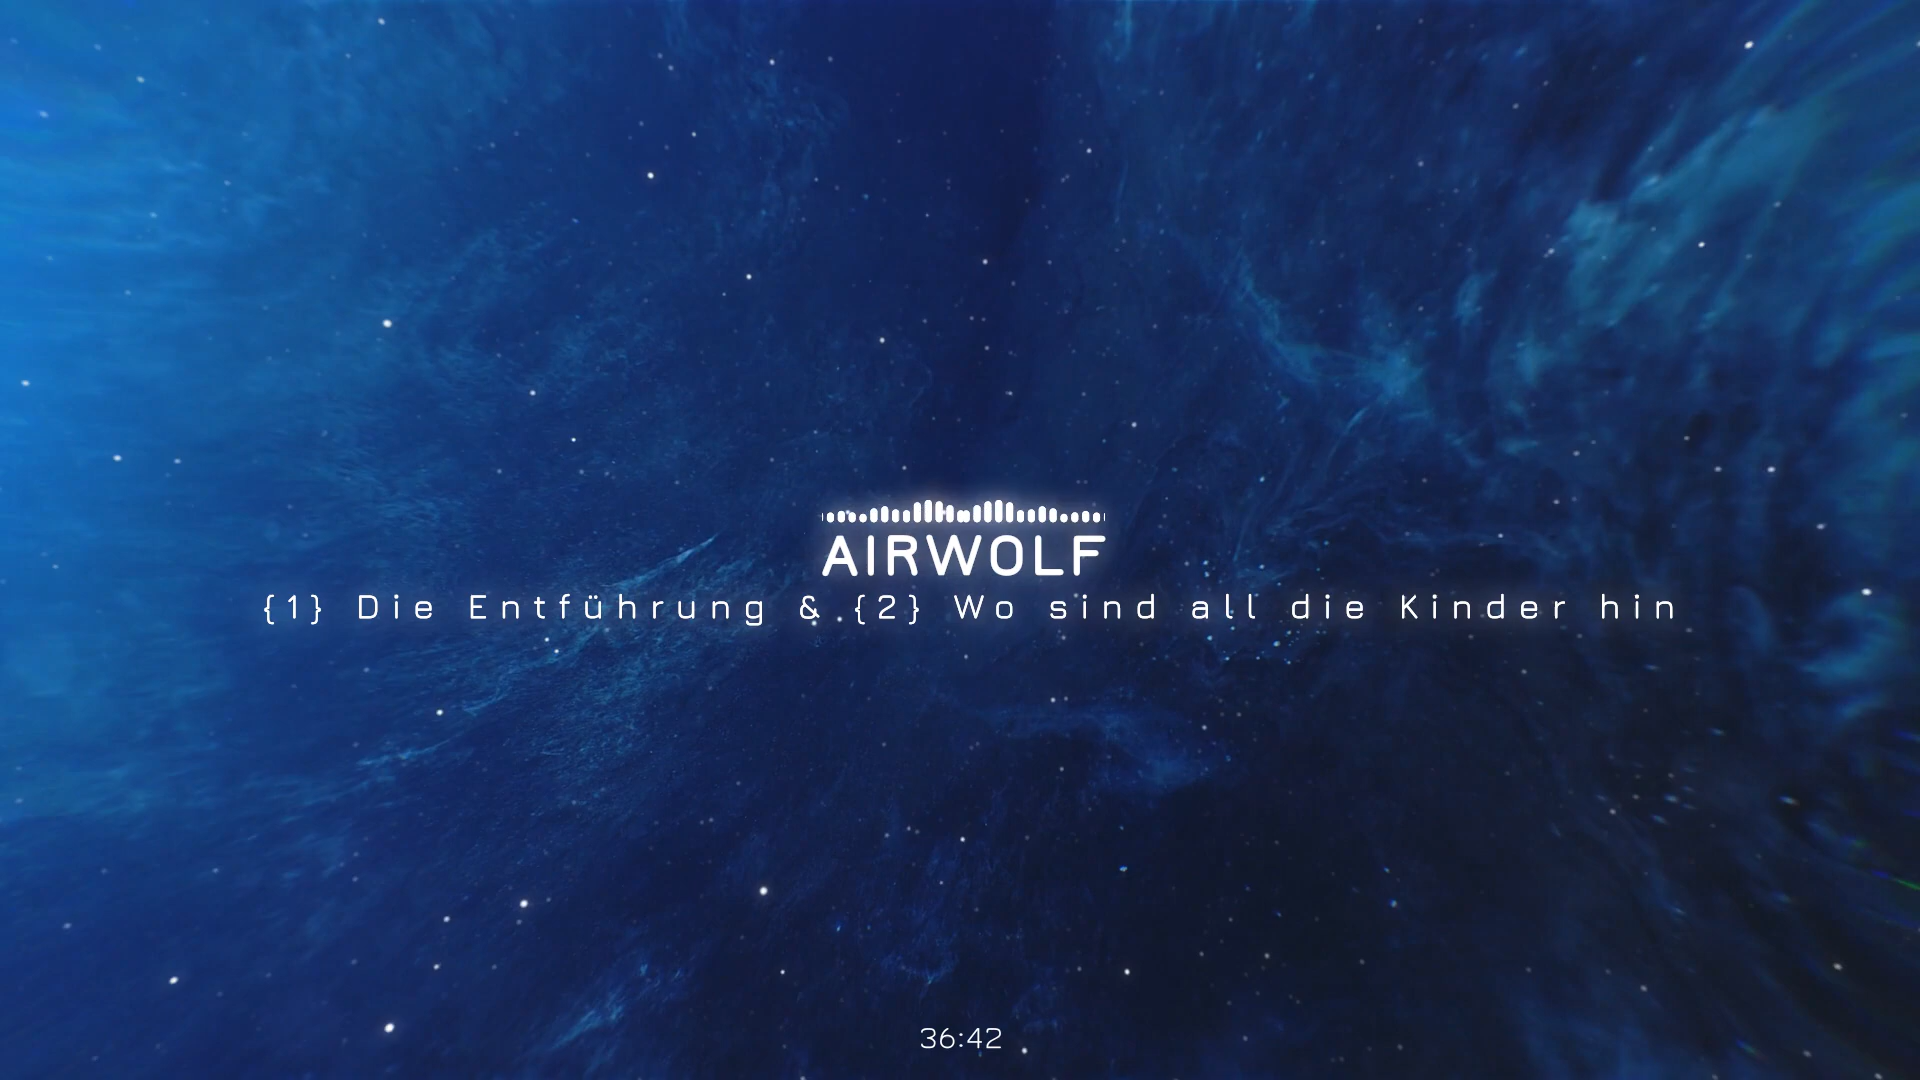 AIRWOLF
{1} Die Entführung & {2} Wo sind all die Kinder hin
36:42